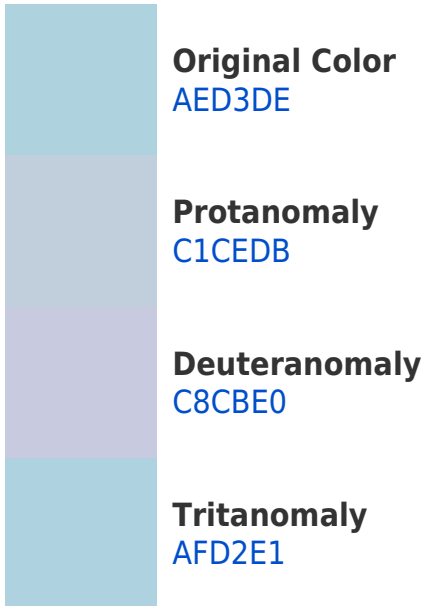 Original Color
AED3DE
Protanomaly
C1CEDB
Deuteranomaly
C8CBE0
Tritanomaly
AFD2E1